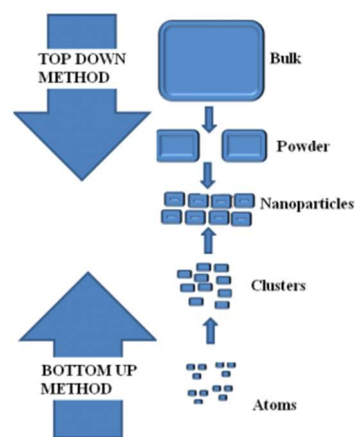 TOP DOWN
METHOD
Bulk
Powder
Nanoparticles
Clusters
BOTTOM UP
METHOD
Atoms